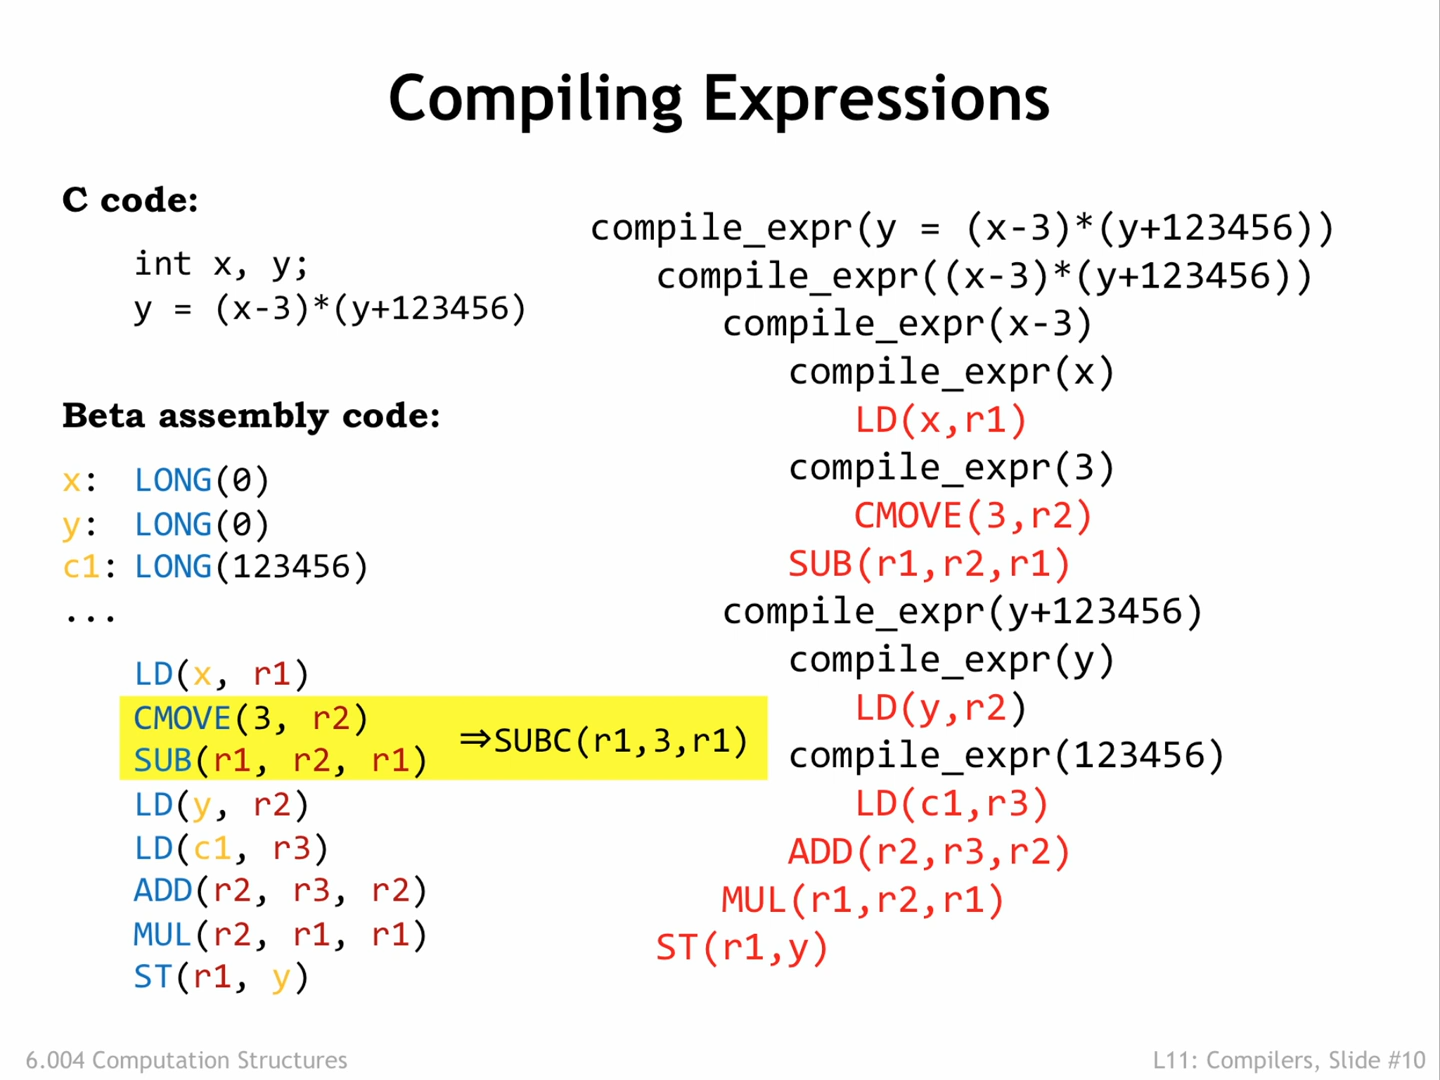 Compiling Expressions
C code:
int x, y;
y = (x-3)*(y+123456)
Beta assembly code:
x: LONG(0)
y: LONG(0)
c1: LONG(123456)
...
LD(x, r1)
CMOVE(3, r2)
SUB(r1, r2, r1)
⇒SUBC(r1,3,r1)
LD(y, r2)
LD(c1, r3)
ADD(r2, r3, r2)
MUL(r2, r1, r1)
ST(r1, y)
compile_expr(y = (x-3)*(y+123456))
compile_expr((x-3)*(y+123456))
compile_expr(x-3)
compile_expr(x)
LD(x,r1)
compile_expr(3)
CMOVE(3,r2)
SUB(r1,r2,r1)
compile_expr(y+123456)
compile_expr(y)
LD(y,r2)
compile_expr(123456)
LD(c1,r3)
ADD(r2,r3,r2)
MUL(r1,r2,r1)
ST(r1,y)
6.004 Computation Structures
L11: Compilers, Slide #10